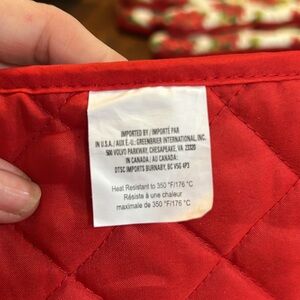 IMPORTED BY / IMPORTÉ PAR
IN U.S.A./ AUX É.-U.: GREENBRIER INTERNATIONAL, INC.
500 VOLVO PARKWAY, CHESAPEAKE, VA 23320
IN CANADA / AU CANADA:
DTSC IMPORTS BURNABY, BC V5G 4P3
Heat Resistant to 350 °F/176 °C
Résiste à une chaleur
maximale de 350 °F/176 °C